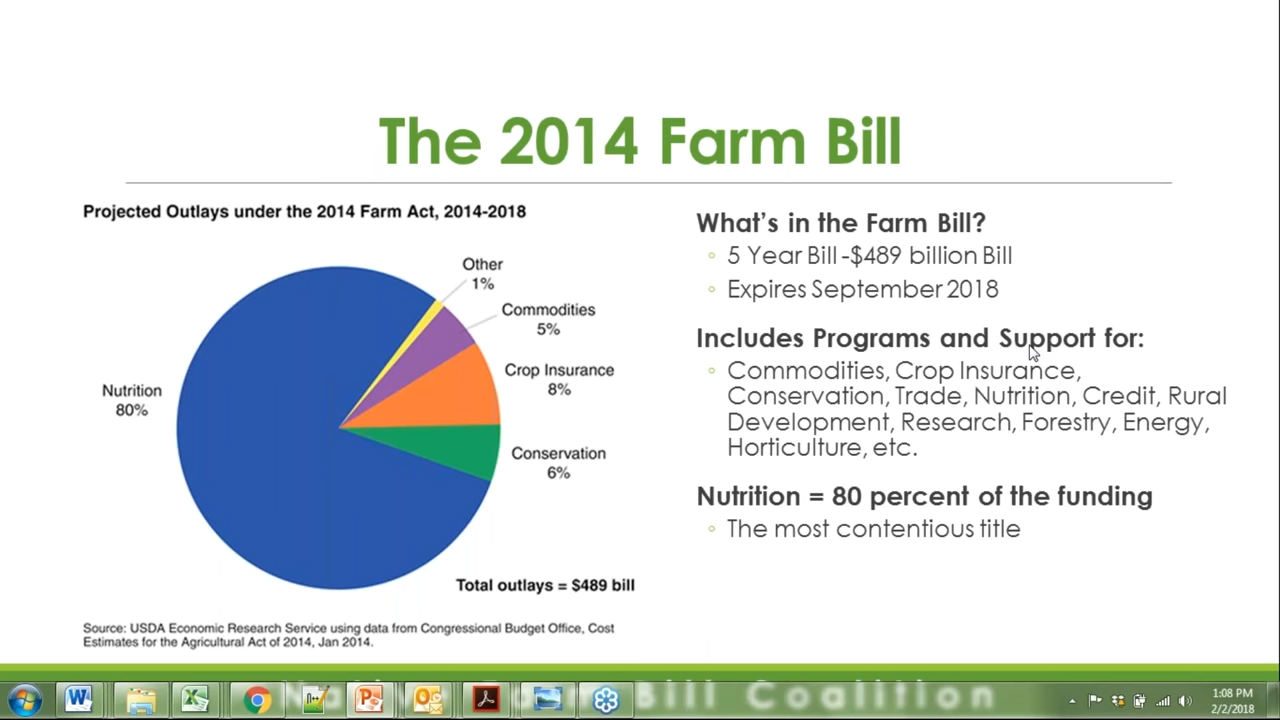 The 2014 Farm Bill
Projected Outlays under the 2014 Farm Act, 2014-2018
Other
1%
Commodities
5%
Crop Insurance
8%
Nutrition
80%
Conservation
6%
Total outlays = $489 bill
Source: USDA Economic Research Service using data from Congressional Budget Office, Cost
Estimates for the Agricultural Act of 2014, Jan 2014.
What's in the Farm Bill?
◦ 5 Year Bill -$489 billion Bill
◦ Expires September 2018
Includes Programs and Support for:
◦ Commodities, Crop Insurance,
Conservation, Trade, Nutrition, Credit, Rural
Development, Research, Forestry, Energy,
Horticulture, etc.
Nutrition = 80 percent of the funding
◦ The most contentious title
Bill Coalition
1:08 PM
2/2/2018